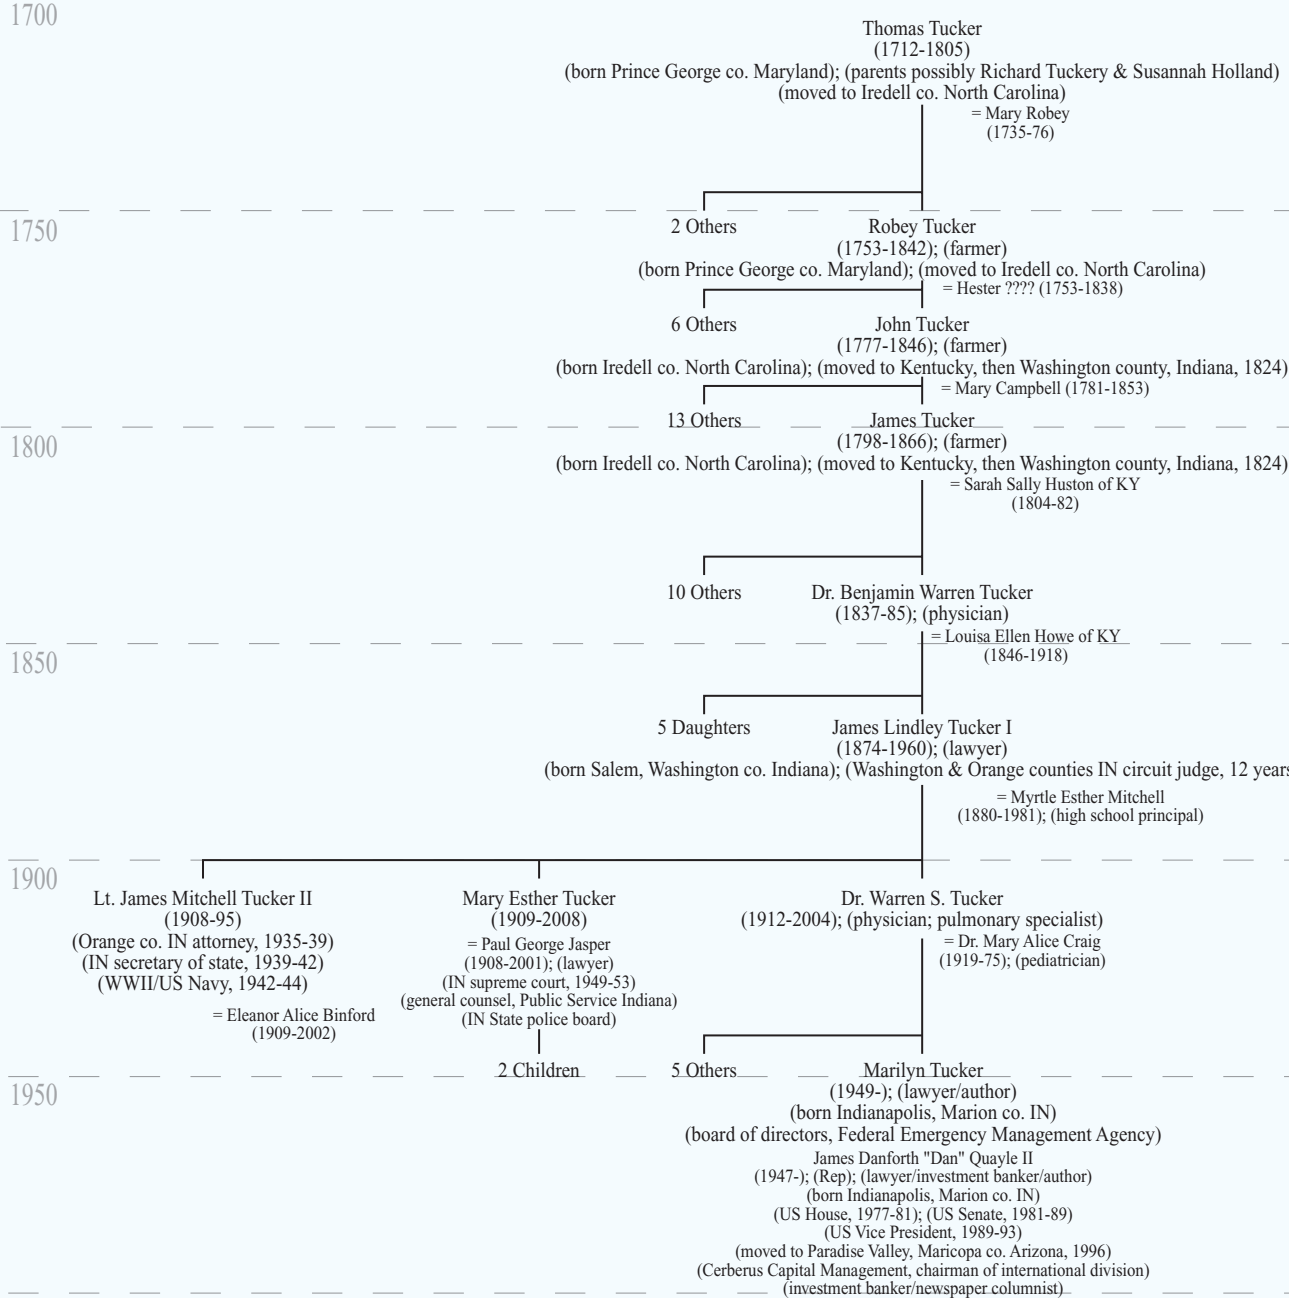 1700
Thomas Tucker
(1712-1805)
(born Prince George co. Maryland); (parents possibly Richard Tuckery & Susannah Holland)
(moved to Iredell co. North Carolina)
= Mary Robey
(1735-76)
1750
2 Others
Robey Tucker
(1753-1842); (farmer)
(born Prince George co. Maryland); (moved to Iredell co. North Carolina)
= Hester ???? (1753-1838)
6 Others
John Tucker
(1777-1846); (farmer)
(born Iredell co. North Carolina); (moved to Kentucky, then Washington county, Indiana, 1824)
= Mary Campbell (1781-1853)
13 Others
James Tucker
1800
(1798-1866); (farmer)
(born Iredell co. North Carolina); (moved to Kentucky, then Washington county, Indiana, 1824)
= Sarah Sally Huston of KY
(1804-82)
10 Others
Dr. Benjamin Warren Tucker
(1837-85); (physician)
= Louisa Ellen Howe of KY
(1846-1918)
1850
5 Daughters
James Lindley Tucker I
(1874-1960); (lawyer)
(born Salem, Washington co. Indiana); (Washington & Orange counties IN circuit judge, 12 years
= Myrtle Esther Mitchell
(1880-1981); (high school principal)
1900
Lt. James Mitchell Tucker II
(1908-95)
(Orange co. IN attorney, 1935-39)
(IN secretary of state, 1939-42)
(WWII/US Navy, 1942-44)
= Eleanor Alice Binford
(1909-2002)
Mary Esther Tucker
(1909-2008)
= Paul George Jasper
(1908-2001); (lawyer)
(IN supreme court, 1949-53)
(general counsel, Public Service Indiana)
(IN State police board)
2 Children
Dr. Warren S. Tucker
(1912-2004); (physician; pulmonary specialist)
= Dr. Mary Alice Craig
(1919-75); (pediatrician)
5 Others
1950
Marilyn Tucker
(1949-); (lawyer/author)
(born Indianapolis, Marion co. IN)
(board of directors, Federal Emergency Management Agency)
James Danforth "Dan" Quayle II
(1947-); (Rep); (lawyer/investment banker/author)
(born Indianapolis, Marion co. IN)
(US House, 1977-81); (US Senate, 1981-89)
(US Vice President, 1989-93)
(moved to Paradise Valley, Maricopa co. Arizona, 1996)
(Cerberus Capital Management, chairman of international division)
(investment banker/newspaper columnist)